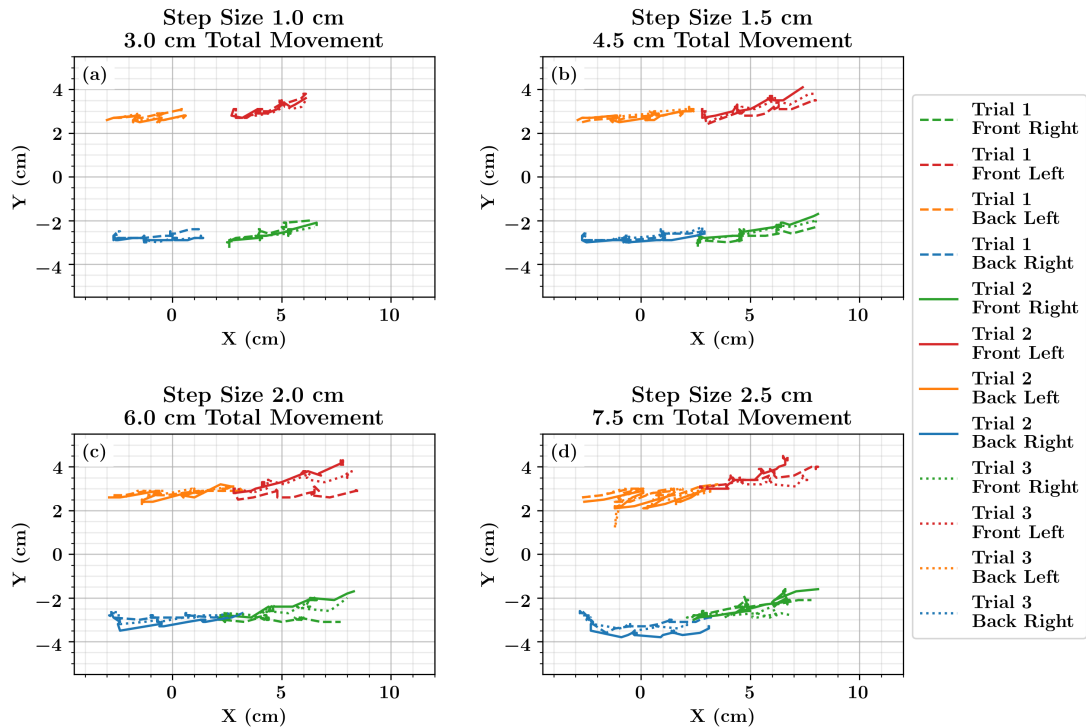 Step Size 1.0 cm
3.0 cm Total Movement
(a)
4
2
0
−2
−4
Y (cm)
0
5
10
X (cm)
Step Size 1.5 cm
4.5 cm Total Movement
(b)
4
2
0
−2
−4
Y (cm)
0
5
10
X (cm)
Step Size 2.0 cm
6.0 cm Total Movement
(c)
4
2
0
−2
−4
Y (cm)
0
5
10
X (cm)
Step Size 2.5 cm
7.5 cm Total Movement
(d)
4
2
0
−2
−4
Y (cm)
0
5
10
X (cm)
Trial 1
Front Right
Trial 1
Front Left
Trial 1
Back Left
Trial 1
Back Right
Trial 2
Front Right
Trial 2
Front Left
Trial 2
Back Left
Trial 2
Back Right
Trial 3
Front Right
Trial 3
Front Left
Trial 3
Back Left
Trial 3
Back Right